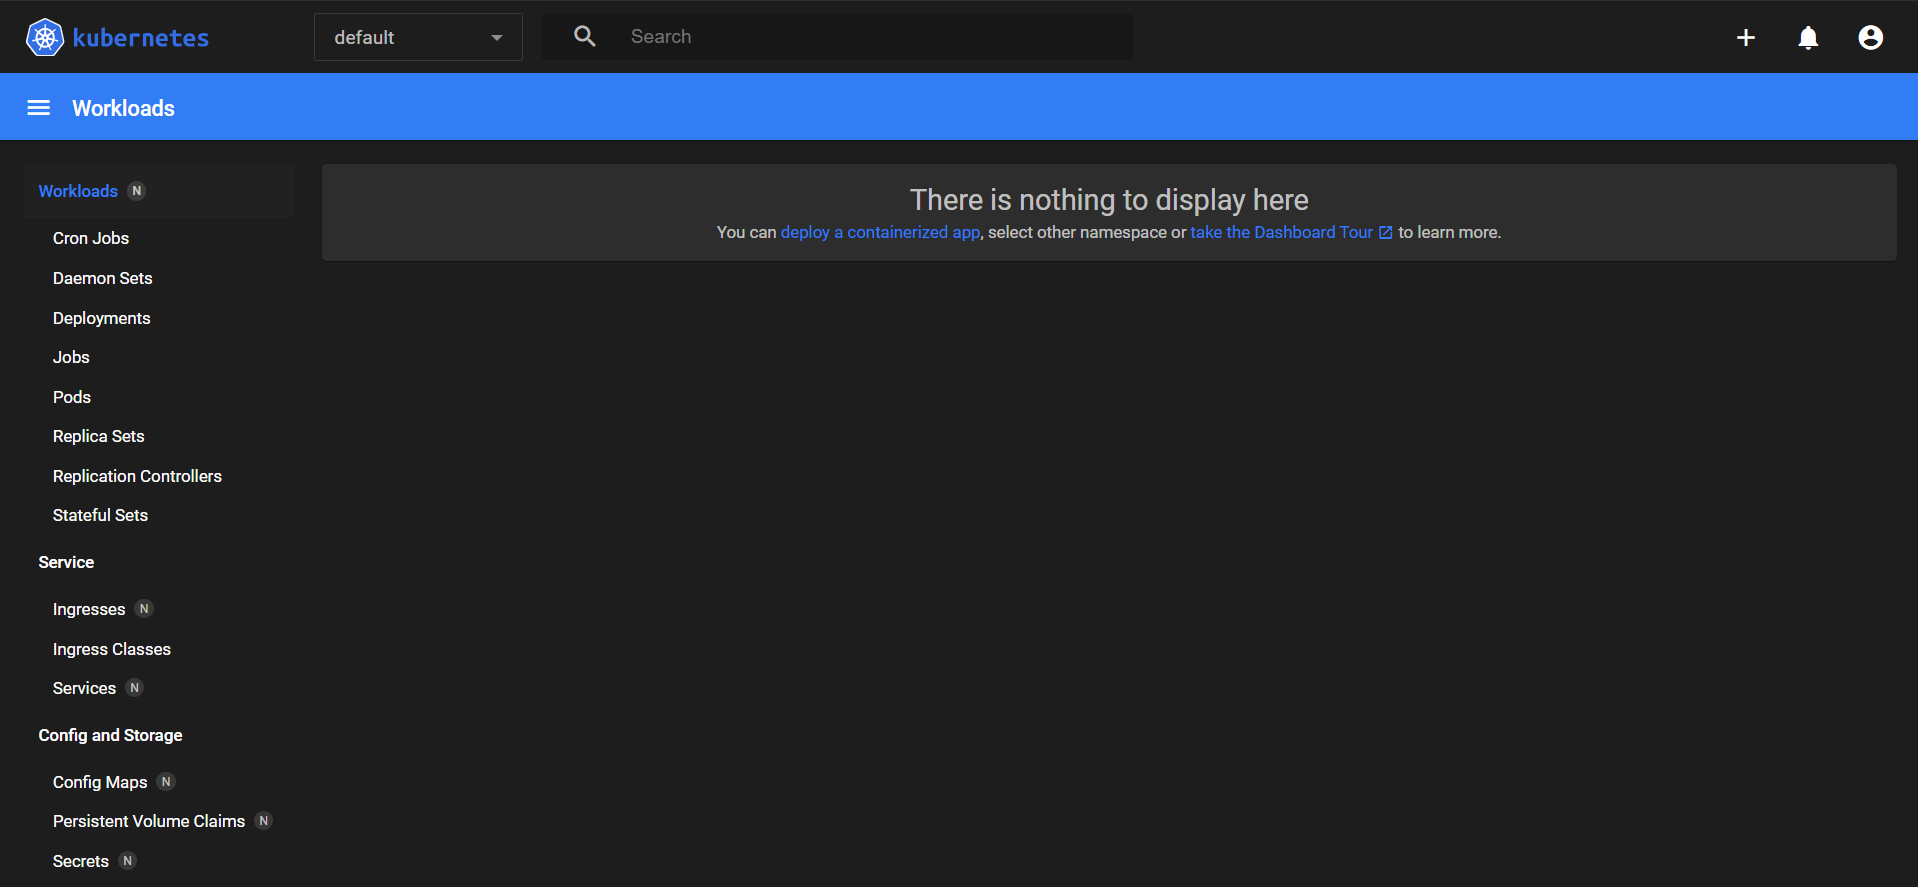 kubernetes
default
Search
Workloads
Workloads N
Cron Jobs
Daemon Sets
Deployments
Jobs
Pods
Replica Sets
Replication Controllers
Stateful Sets
Service
Ingresses N
Ingress Classes
Services N
Config and Storage
Config Maps N
Persistent Volume Claims N
Secrets N
There is nothing to display here
You can deploy a containerized app, select other namespace or take the Dashboard Tour to learn more.